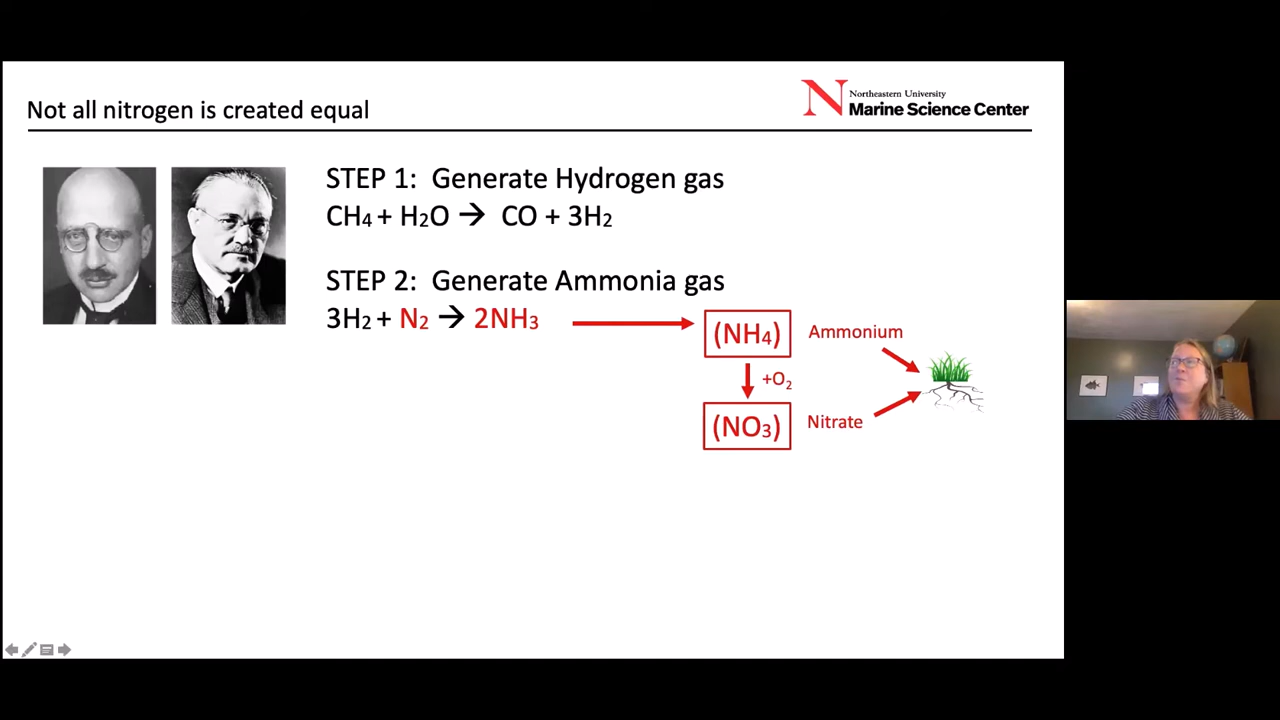 Not all nitrogen is created equal
N Northeastern University
Marine Science Center
STEP 1: Generate Hydrogen gas
CH4 + H2O → CO + 3H2
STEP 2: Generate Ammonia gas
3H2 + N2 → 2NH3
(NH4) Ammonium
+O2
(NO3) Nitrate